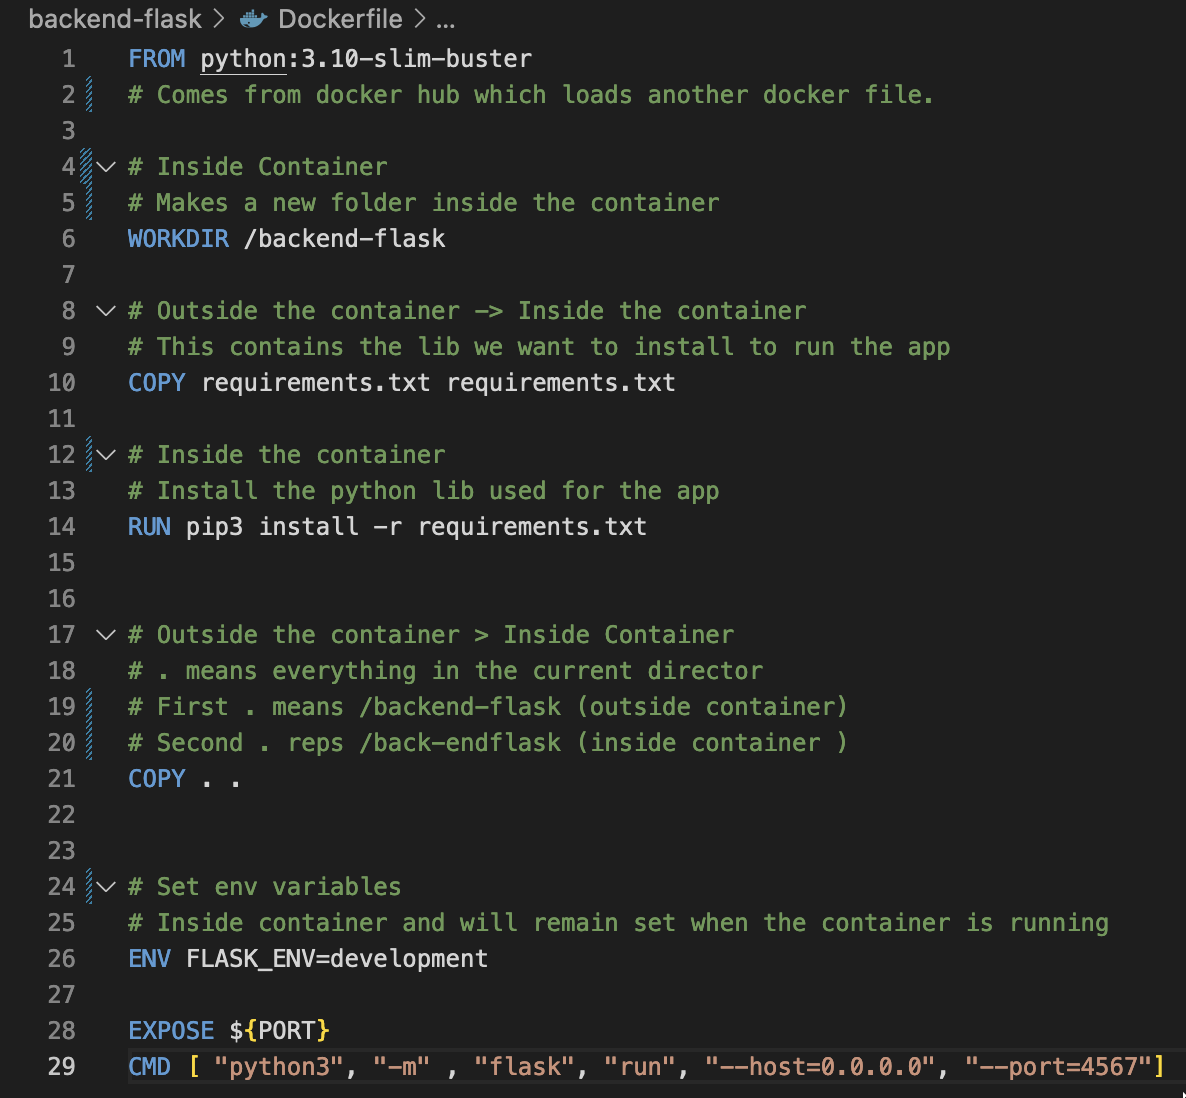 backend-flask > Dockerfile > ...
1 FROM python:3.10-slim-buster
2 # Comes from docker hub which loads another docker file.
3
4 # Inside Container
5 # Makes a new folder inside the container
6 WORKDIR /backend-flask
7
8 # Outside the container -> Inside the container
9 # This contains the lib we want to install to run the app
10 COPY requirements.txt requirements.txt
11
12 # Inside the container
13 # Install the python lib used for the app
14 RUN pip3 install -r requirements.txt
15
16
17 # Outside the container > Inside Container
18 # . means everything in the current director
19 # First . means /backend-flask (outside container)
20 # Second . reps /back-endflask (inside container )
21 COPY . .
22
23
24 # Set env variables
25 # Inside container and will remain set when the container is running
26 ENV FLASK_ENV=development
27
28 EXPOSE ${PORT}
29 CMD [ "python3", "-m" , "flask", "run", "--host=0.0.0.0", "--port=4567"]